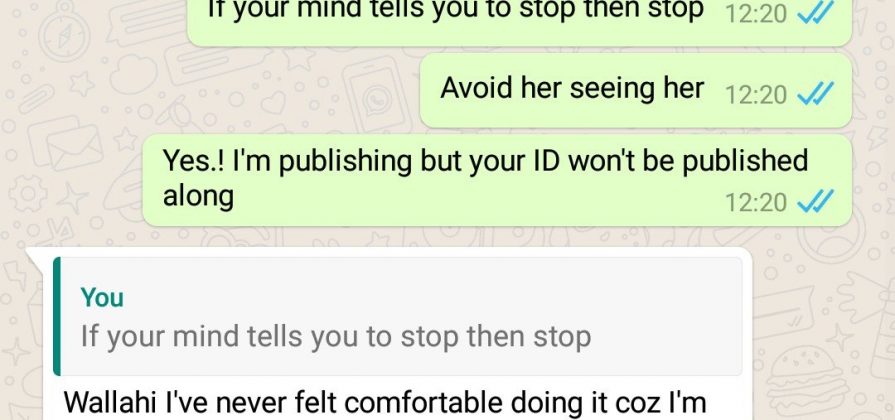 If your mind tells you to stop then stop 12:20
Avoid her seeing her 12:20
Yes.! I'm publishing but your ID won't be published
along 12:20
You
If your mind tells you to stop then stop
Wallahi I've never felt comfortable doing it coz I'm